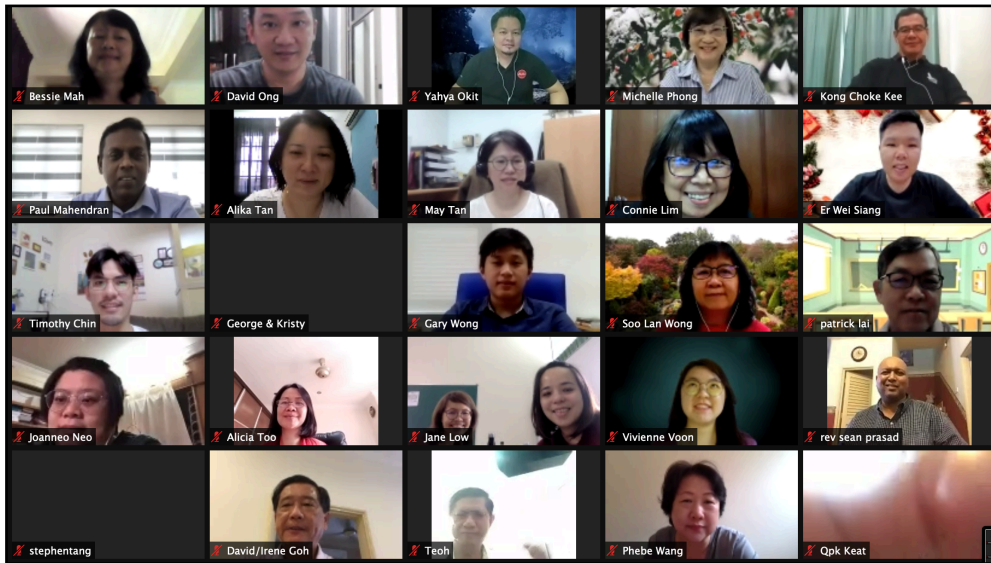 Bessie Mah
David Ong
Yahya Okit
Michelle Phong
Kong Choke Kee
Paul Mahendran
Alika Tan
May Tan
Connie Lim
Er Wei Siang
Timothy Chin
George & Kristy
Gary Wong
Soo Lan Wong
patrick lai
Joanneo Neo
Alicia Too
Jane Low
Vivienne Voon
rev sean prasad
stephentang
David/Irene Goh
Teoh
Phebe Wang
Qpk Keat